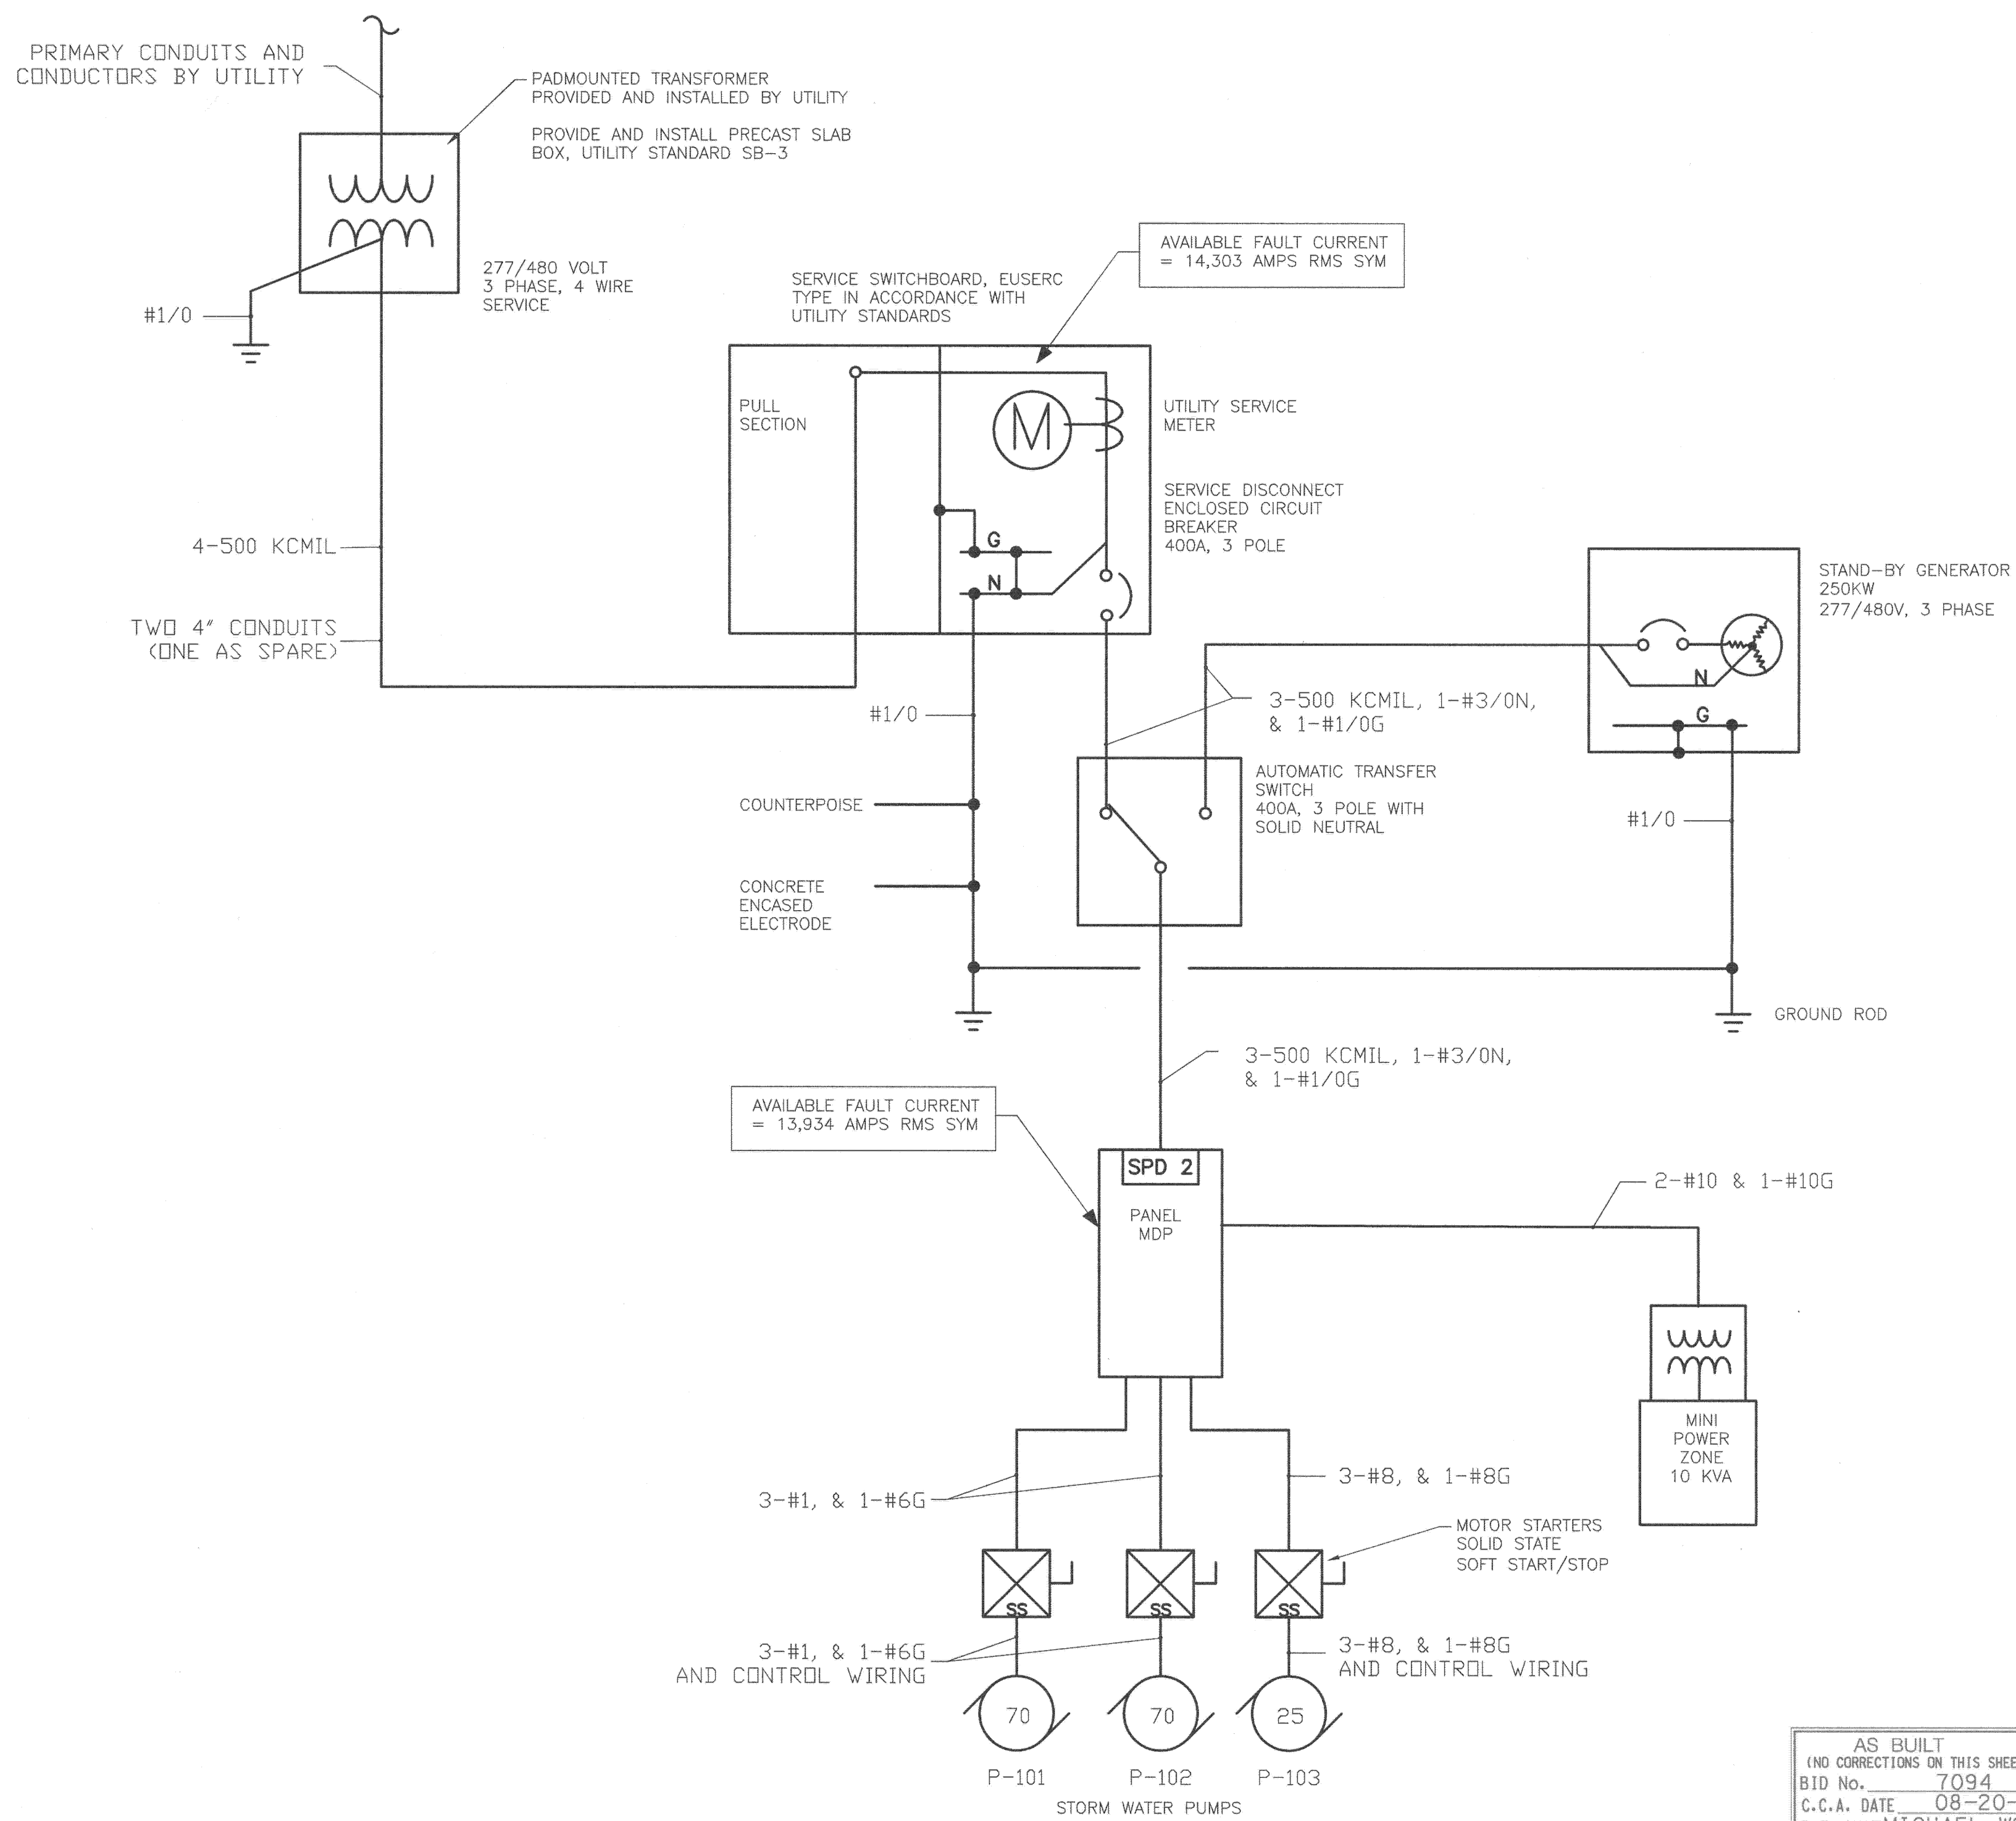 PRIMARY CONDUITS AND
CONDUCTORS BY UTILITY
PADMOUNTED TRANSFORMER
PROVIDED AND INSTALLED BY UTILITY
PROVIDE AND INSTALL PRECAST SLAB
BOX, UTILITY STANDARD SB-3
277/480 VOLT
3 PHASE, 4 WIRE
SERVICE
#1/0
AVAILABLE FAULT CURRENT
= 14,303 AMPS RMS SYM
SERVICE SWITCHBOARD, EUSERC
TYPE IN ACCORDANCE WITH
UTILITY STANDARDS
PULL
SECTION
M
UTILITY SERVICE
METER
SERVICE DISCONNECT
ENCLOSED CIRCUIT
BREAKER
400A, 3 POLE
G
N
4-500 KCMIL
TWO 4" CONDUITS
(ONE AS SPARE)
STAND-BY GENERATOR
250KW
277/480V, 3 PHASE
N
G
#1/0
3-500 KCMIL, 1-#3/0N,
& 1-#1/0G
AUTOMATIC TRANSFER
SWITCH
400A, 3 POLE WITH
SOLID NEUTRAL
#1/0
COUNTERPOISE
CONCRETE
ENCASED
ELECTRODE
GROUND ROD
3-500 KCMIL, 1-#3/0N,
& 1-#1/0G
AVAILABLE FAULT CURRENT
= 13,934 AMPS RMS SYM
SPD 2
PANEL
MDP
2-#10 & 1-#10G
MINI
POWER
ZONE
10 KVA
3-#1, & 1-#6G
3-#8, & 1-#8G
MOTOR STARTERS
SOLID STATE
SOFT START/STOP
SS
SS
SS
3-#1, & 1-#6G
AND CONTROL WIRING
3-#8, & 1-#8G
AND CONTROL WIRING
70
70
25
P-101
P-102
P-103
STORM WATER PUMPS
AS BUILT
(NO CORRECTIONS ON THIS SHEE
BID No. 7094
C.C.A. DATE 08-20-